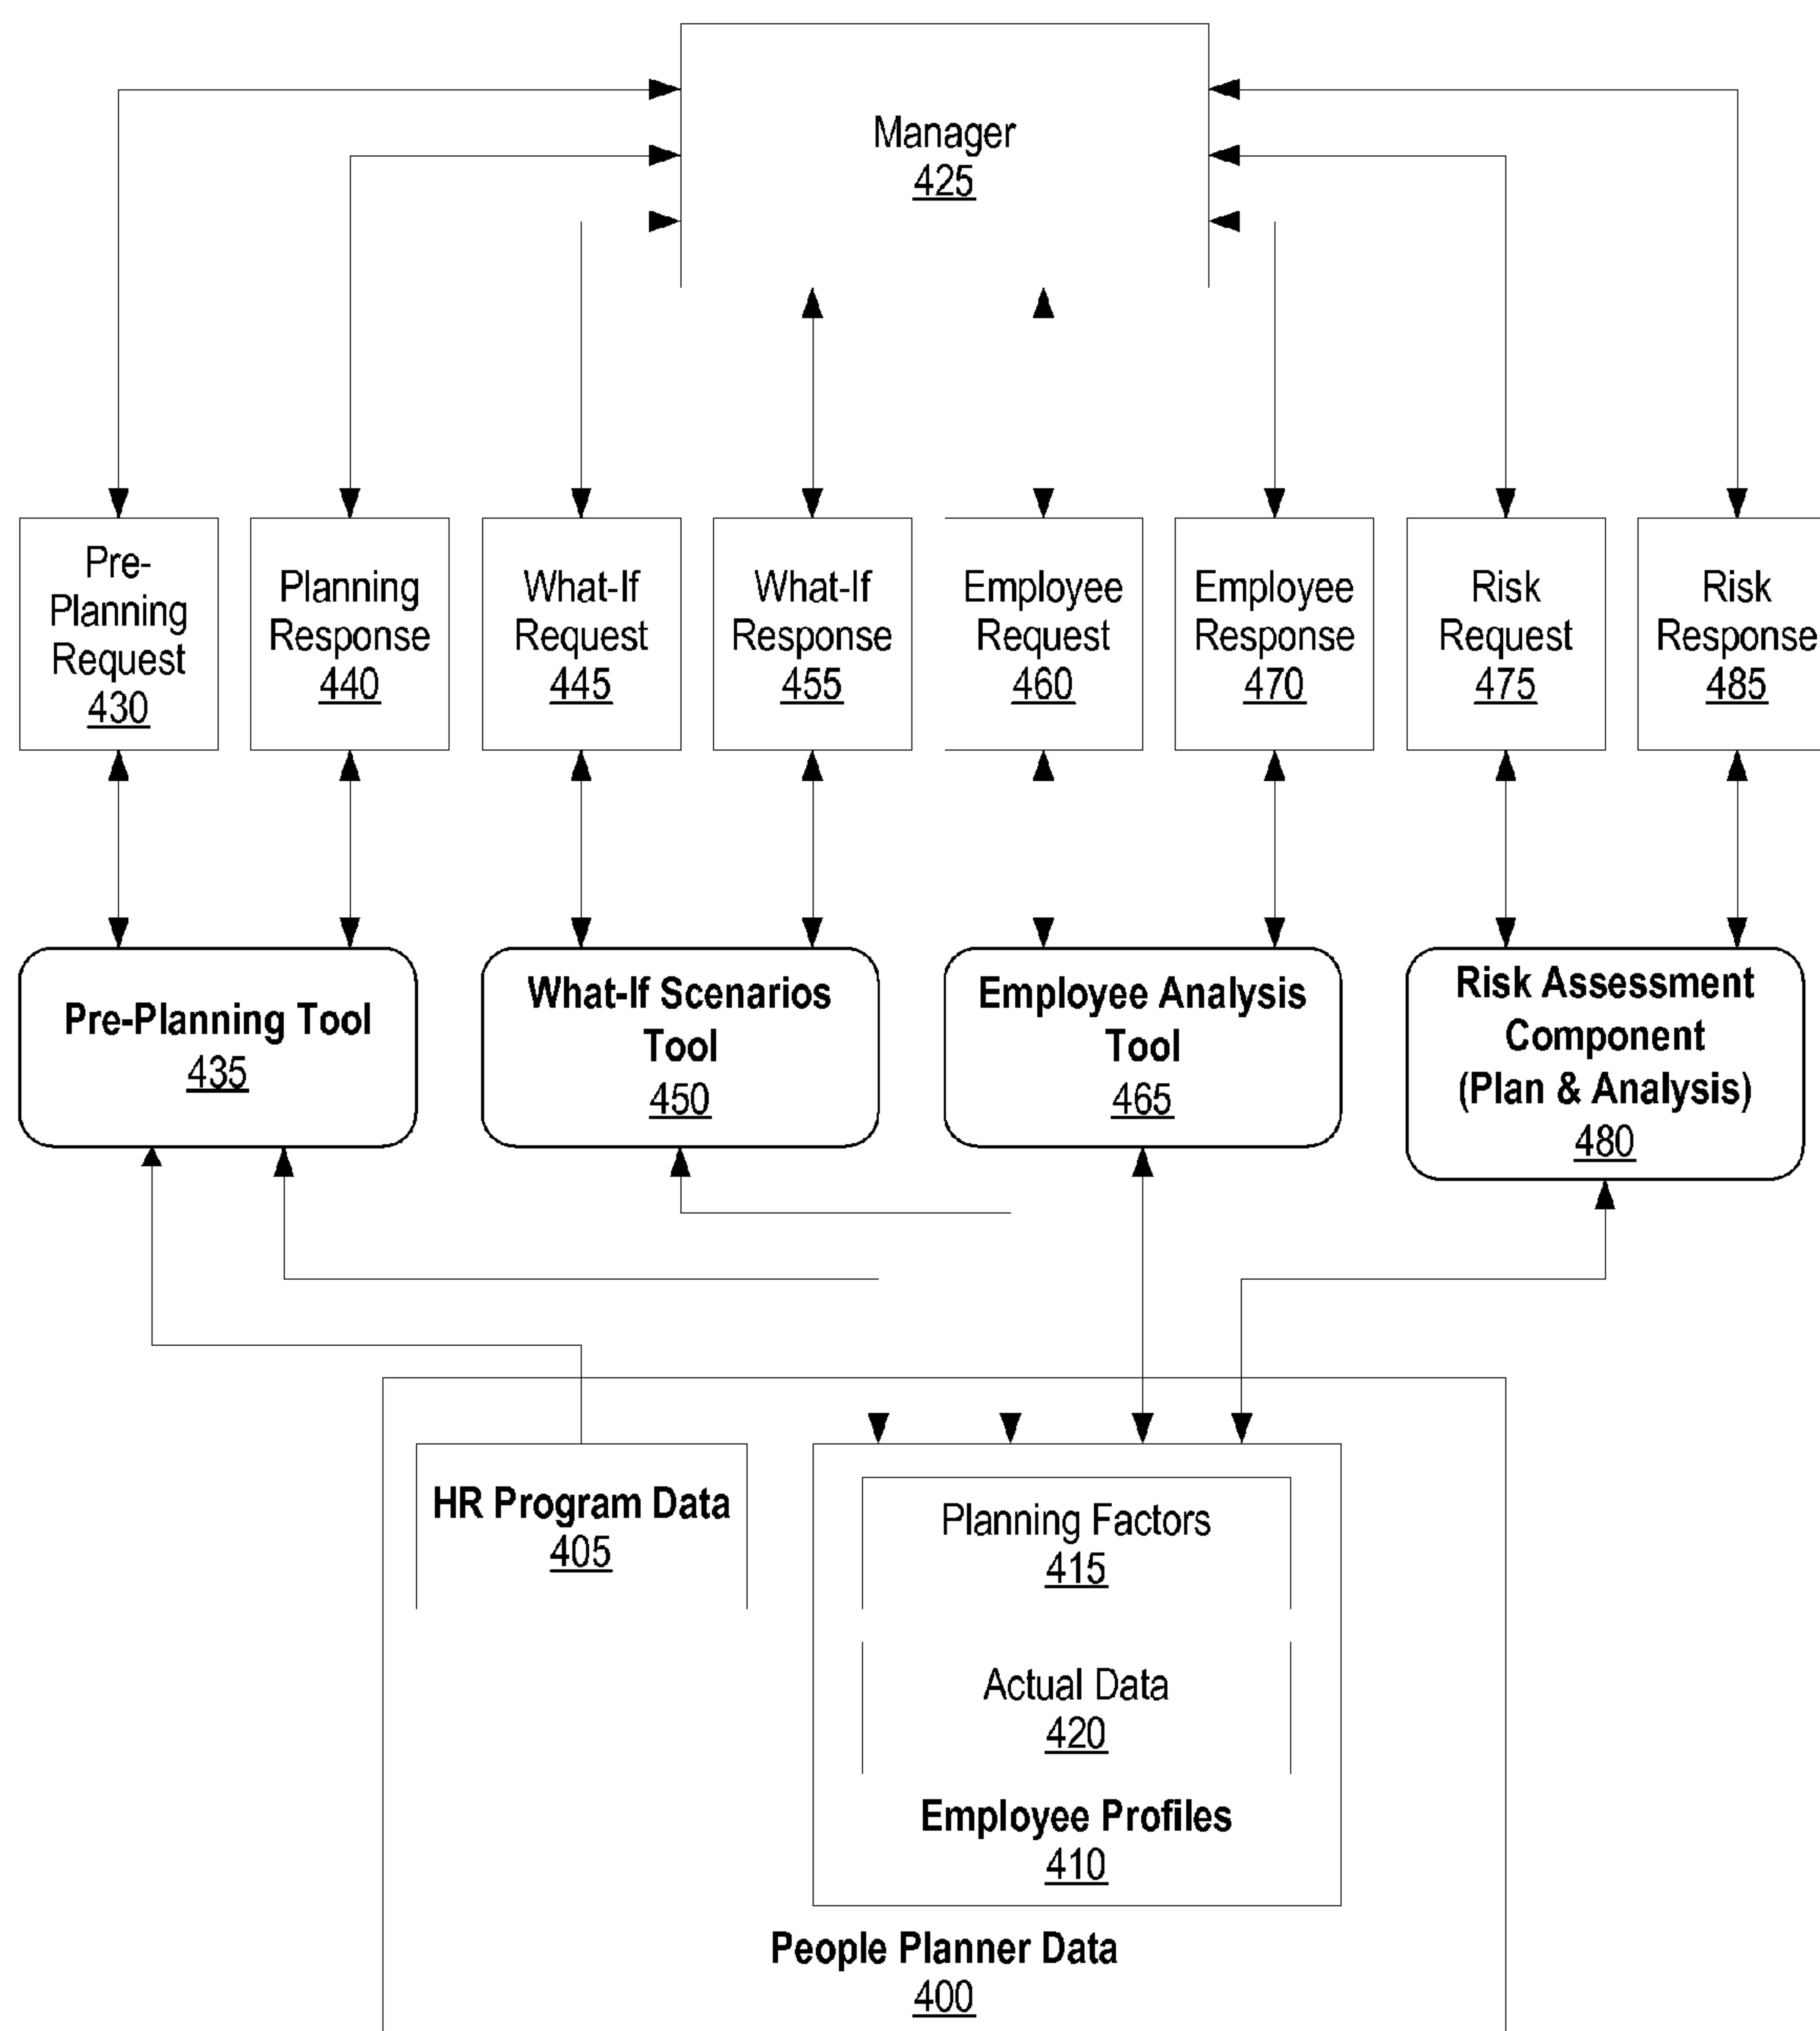 Manager
425
Pre-
Planning
Request
430
Planning
Response
440
What-If
Request
445
What-If
Response
455
Employee
Request
460
Employee
Response
470
Risk
Request
475
Risk
Response
485
Pre-Planning Tool
435
What-If Scenarios
Tool
450
Employee Analysis
Tool
465
Risk Assessment
Component
(Plan & Analysis)
480
HR Program Data
405
Planning Factors
415
Actual Data
420
Employee Profiles
410
People Planner Data
400